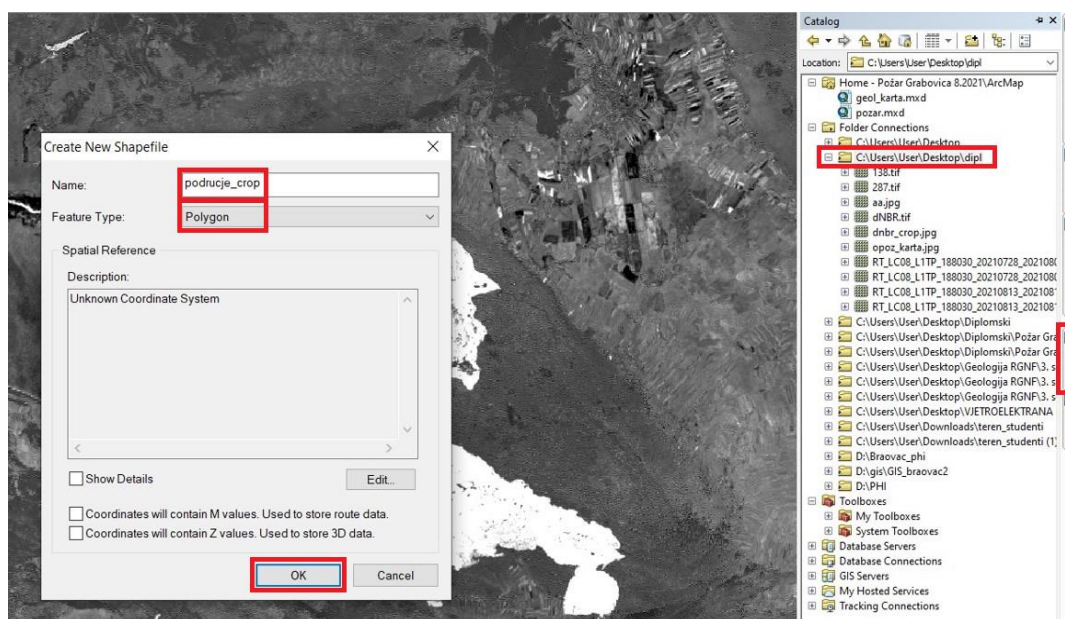 Create New Shapefile
Name:
podrucje_crop
Feature Type:
Polygon
Spatial Reference
Description:
Unknown Coordinate System
Show Details
Edit...
Coordinates will contain M values. Used to store route data.
Coordinates will contain Z values. Used to store 3D data.
OK
Cancel
Catalog
Location:
C:\Users\User\Desktop\dipl
Home - Požar Grabovica 8.2021\ArcMap
geol_karta.mxd
pozar.mxd
Folder Connections
C:\Users\User\Desktop
C:\Users\User\Desktop\dipl
138.tif
287.tif
aa.jpg
dNBR.tif
dnbr_crop.jpg
opoz_karta.jpg
RT_LC08_L1TP_188030_20210728_202108
RT_LC08_L1TP_188030_20210728_202108
RT_LC08_L1TP_188030_20210813_202108
RT_LC08_L1TP_188030_20210813_202108
C:\Users\User\Desktop\Diplomski
C:\Users\User\Desktop\Diplomski\Požar Gra
C:\Users\User\Desktop\Diplomski\Požar Gra
C:\Users\User\Desktop\Geologija RGNF\3. s
C:\Users\User\Desktop\Geologija RGNF\3. s
C:\Users\User\Desktop\Geologija RGNF\3. s
C:\Users\User\Desktop\VJETROELEKTRANA
C:\Users\User\Downloads\teren_studenti
C:\Users\User\Downloads\teren_studenti (1)
D:\Braovac_phi
D:\gis\GIS_braovac2
D:\PHI
Toolboxes
My Toolboxes
System Toolboxes
Database Servers
Database Connections
GIS Servers
My Hosted Services
Tracking Connections